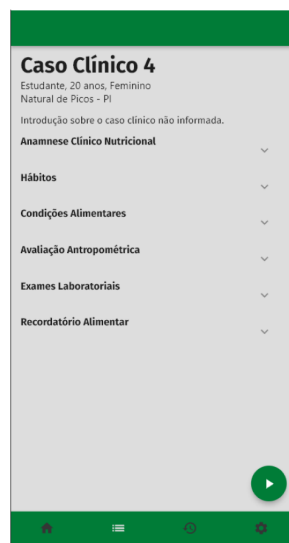 Caso Clínico 4
Estudante, 20 anos, Feminino
Natural de Picos - PI
Introdução sobre o caso clínico não informada.
Anamnese Clínico Nutricional
Hábitos
Condições Alimentares
Avaliação Antropométrica
Exames Laboratoriais
Recordatório Alimentar